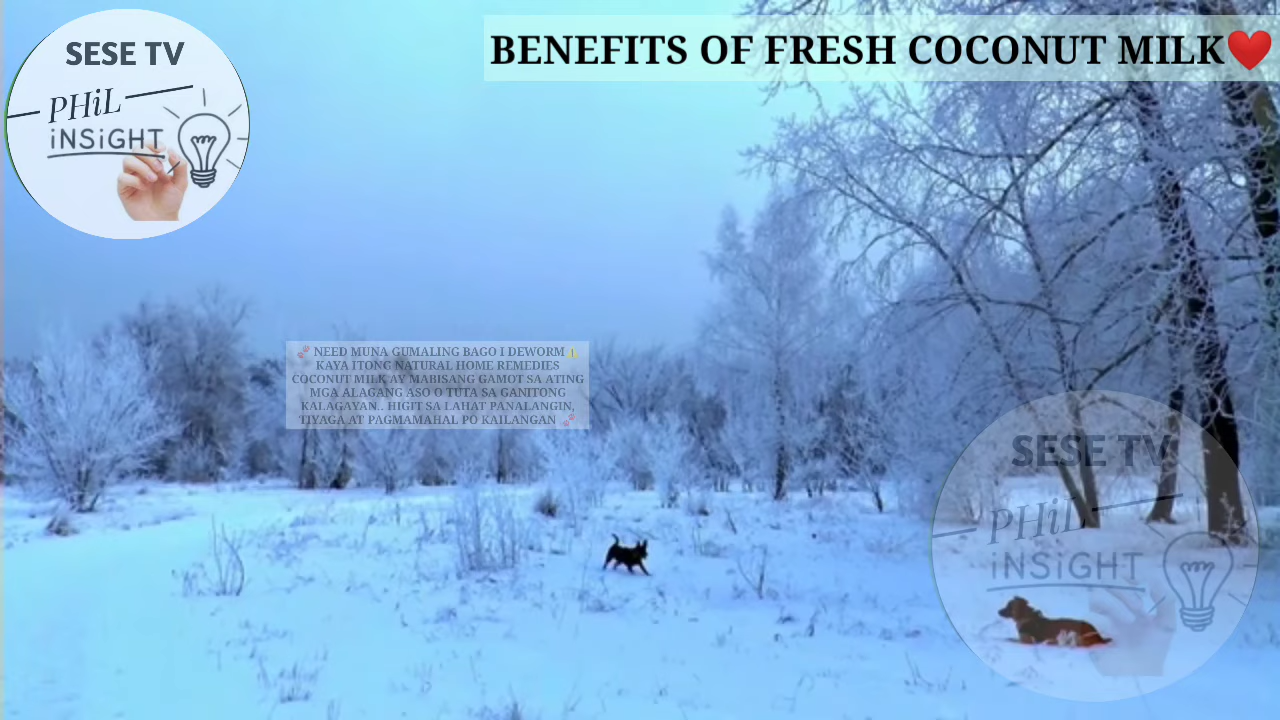 SESE TV
PHiL
iNSiGHT
BENEFITS OF FRESH COCONUT MILK❤️
🐾 NEED MUNA GUMALING BAGO I DEWORM⚠️
KAYA ITONG NATURAL HOME REMEDIES
COCONUT MILK AY MABISANG GAMOT SA ATING
MGA ALAGANG ASO O TUTA SA GANITONG
KALAGAYAN.. HIGIT SA LAHAT PANALANGIN,
TIYAGA AT PAGMAMAHAL PO KAILANGAN 🐾
SESE TV
PHiL
iNSiGHT